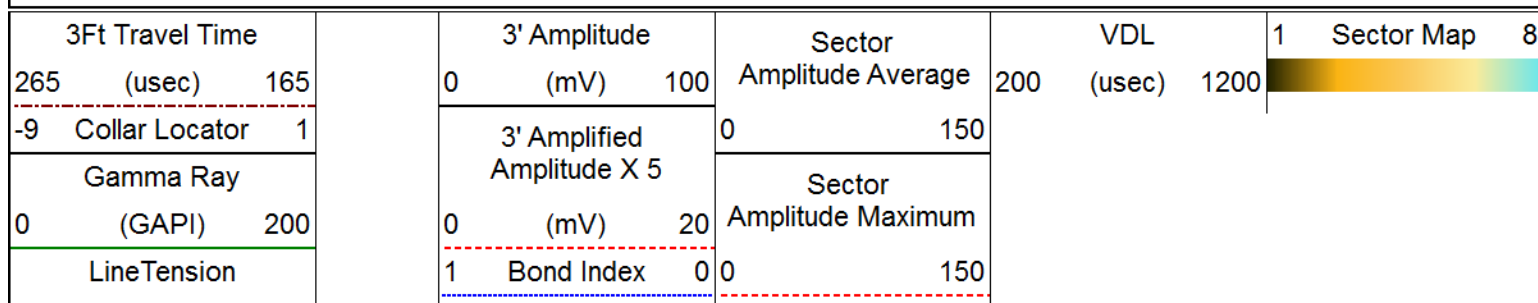 3Ft Travel Time
265 (usec) 165
-9 Collar Locator 1
Gamma Ray
0 (GAPI) 200
LineTension
3' Amplitude
0 (mV) 100
3' Amplified
Amplitude X 5
0 (mV) 20
1 Bond Index 0
Sector
Amplitude Average
0 150
Sector
Amplitude Maximum
0 150
VDL
200 (usec) 1200
1 Sector Map 8